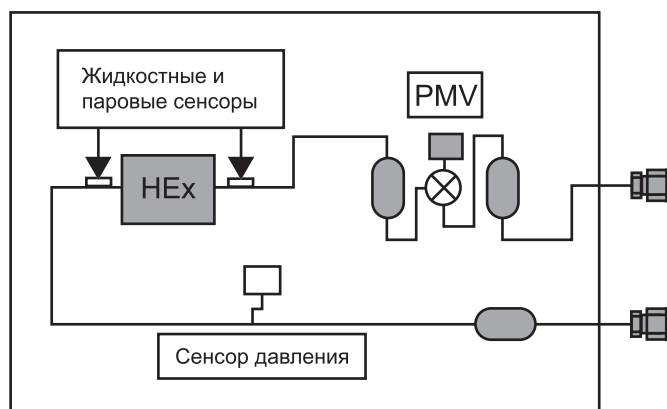 Жидкостные и
паровые сенсоры
PMV
HEx
Сенсор давления